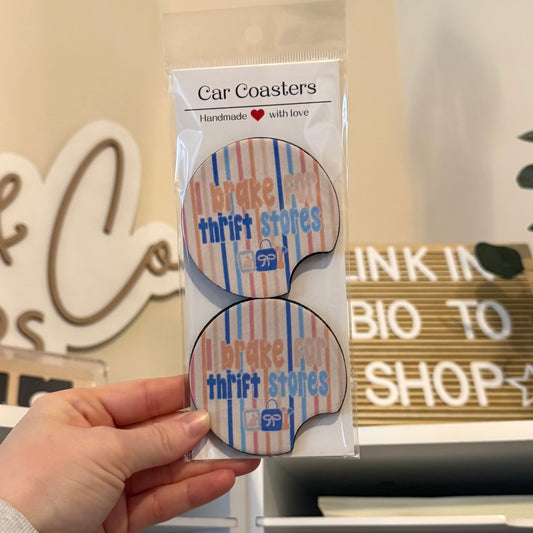 Car Coasters
Handmade ❤ with love
i brake for
thrift stores
i brake for
thrift stores
LINK IN
BIO TO
SHOP☆